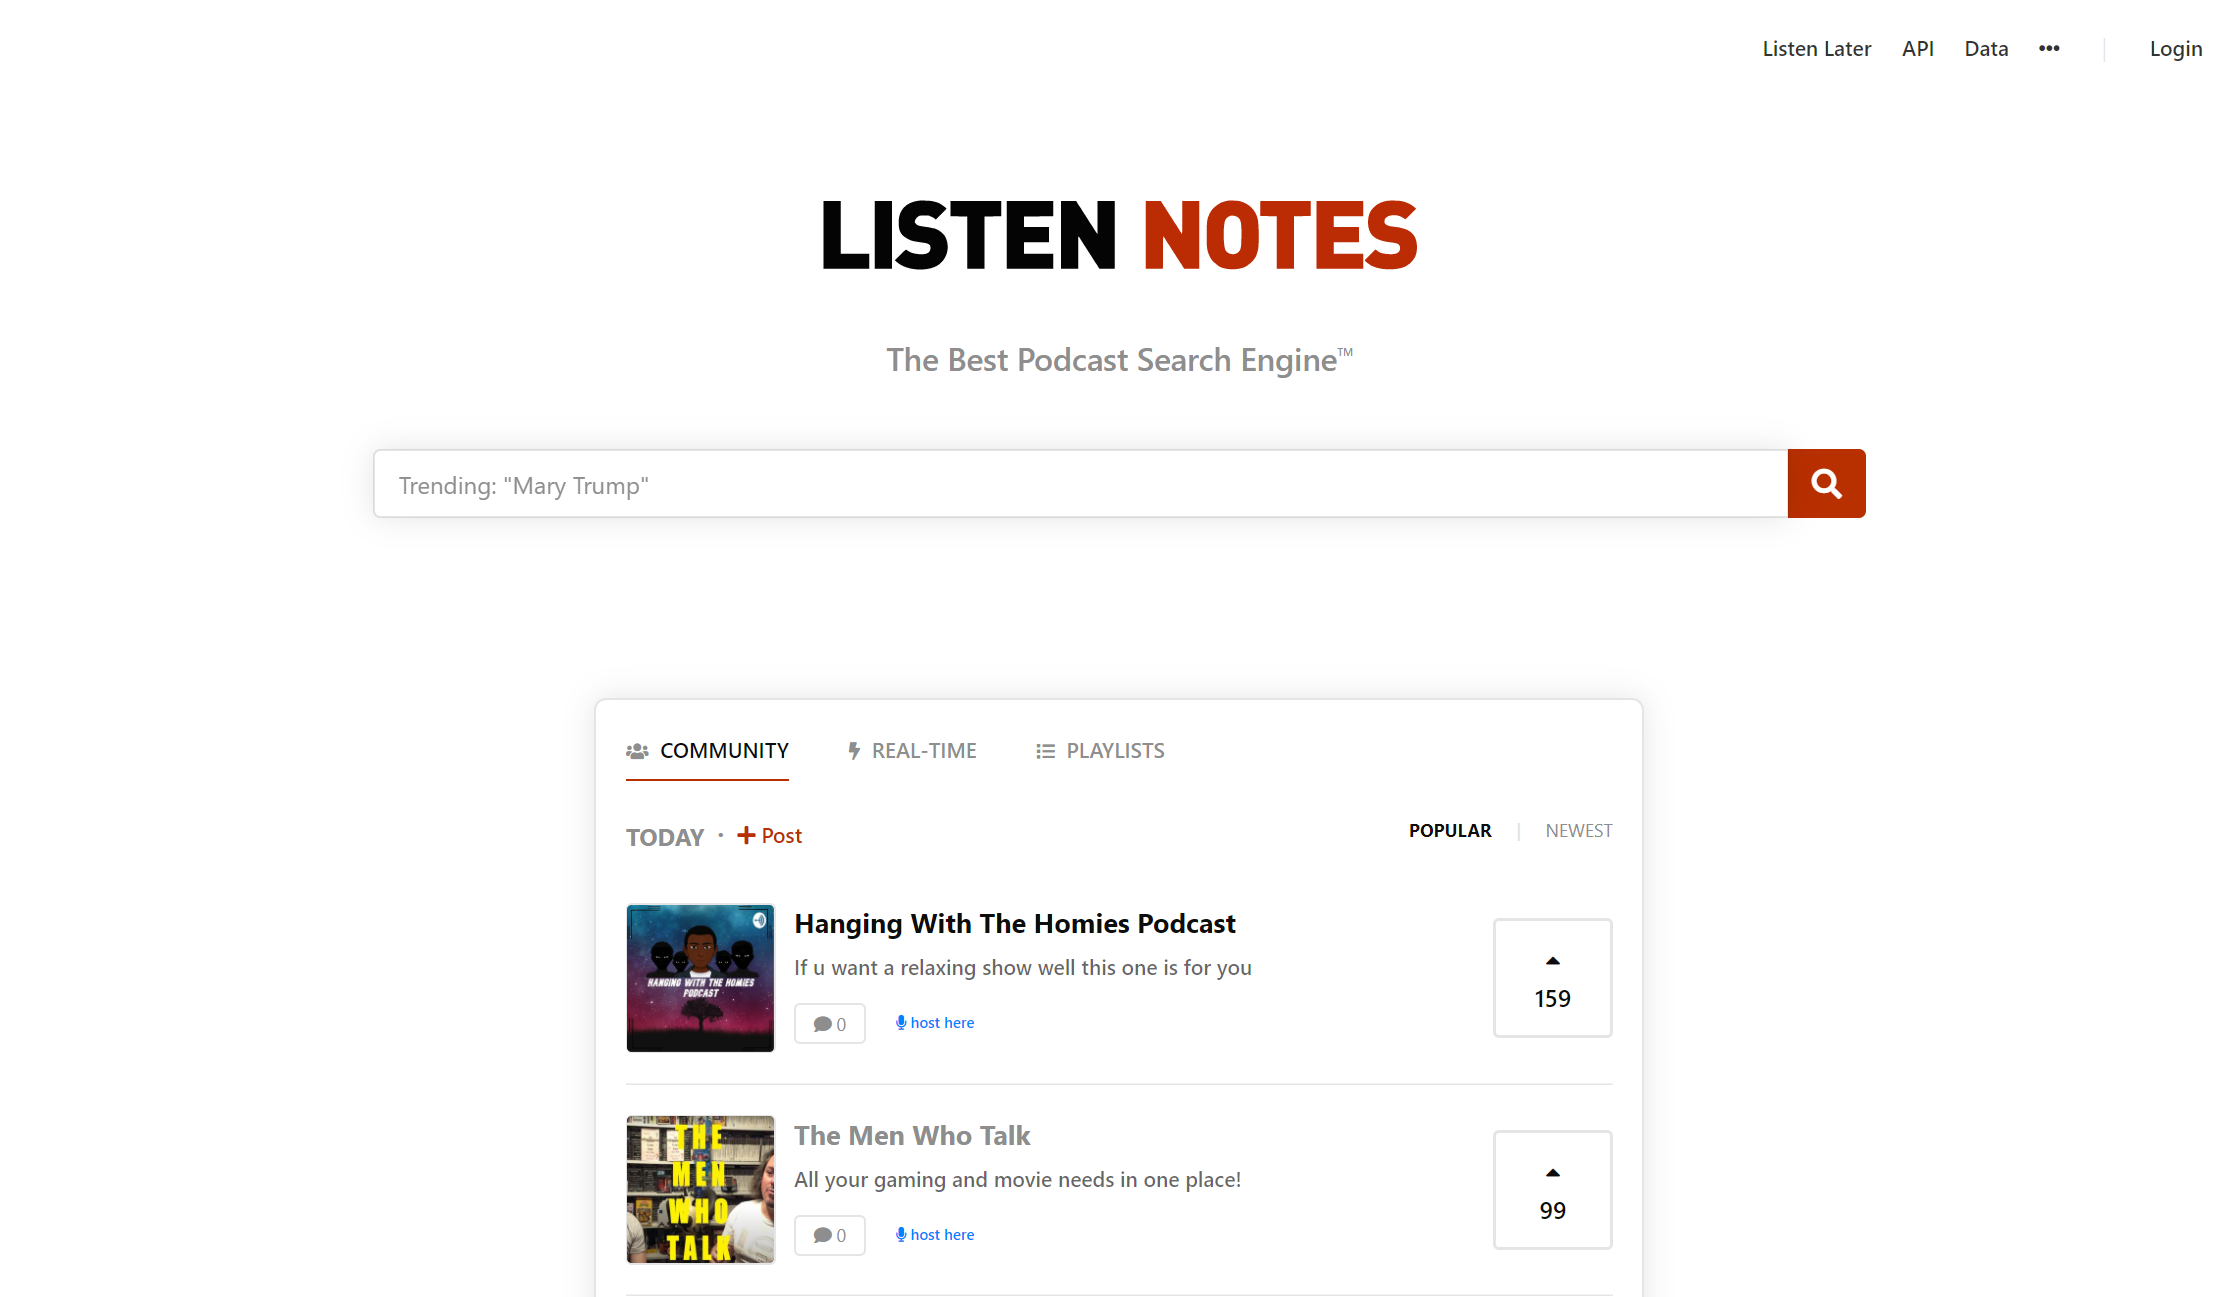 Listen Later API Data ••• Login
LISTEN NOTES
The Best Podcast Search Engine™
Trending: "Mary Trump"
COMMUNITY REAL-TIME PLAYLISTS
TODAY · + Post POPULAR | NEWEST
HANGING WITH THE HOMIES
PODCAST
Hanging With The Homies Podcast
If u want a relaxing show well this one is for you
0 host here
159
THE
MEN
WHO
TALK
The Men Who Talk
All your gaming and movie needs in one place!
0 host here
99